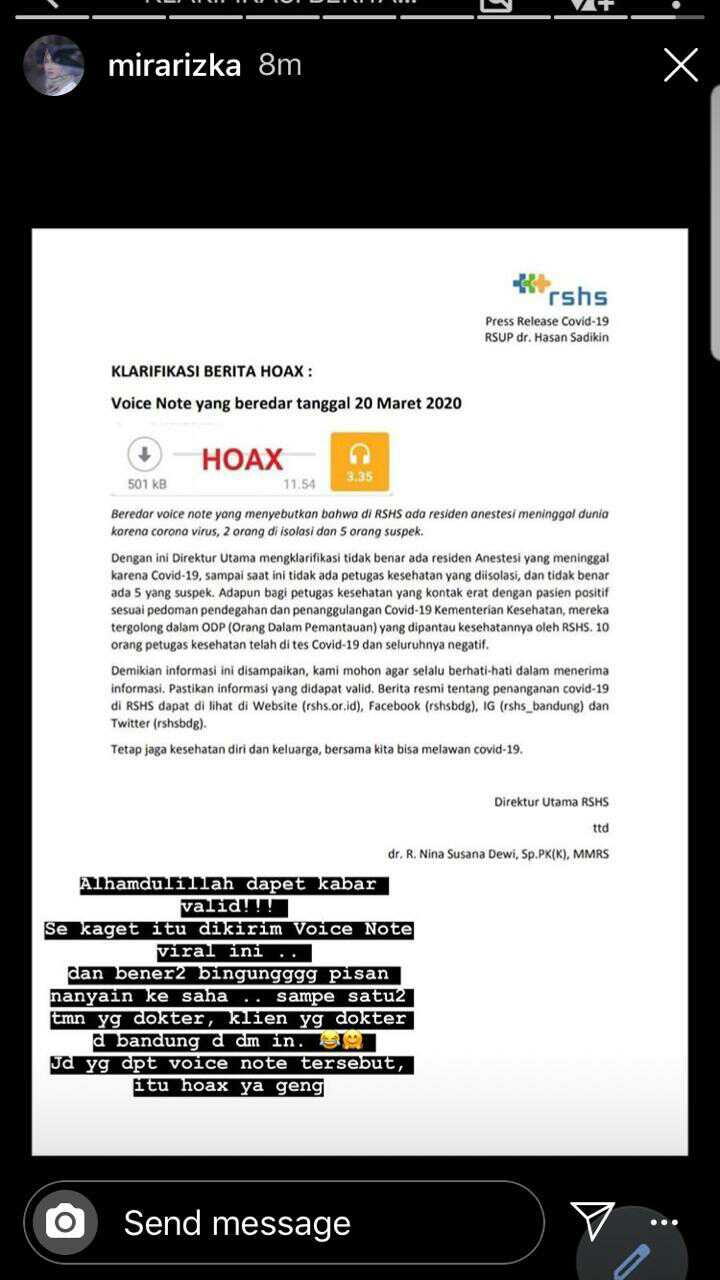 mirarizka 8m
rshs
Press Release Covid-19
RSUP dr. Hasan Sadikin
KLARIFIKASI BERITA HOAX :
Voice Note yang beredar tanggal 20 Maret 2020
HOAX
3.35
501 kB
11.54
Beredar voice note yang menyebutkan bahwa di RSHS ada residen anestesi meninggal dunia
karena corona virus, 2 orang di isolasi dan 5 orang suspek.
Dengan ini Direktur Utama mengklarifikasi tidak benar ada residen Anestesi yang meninggal
karena Covid-19, sampai saat ini tidak ada petugas kesehatan yang diisolasi, dan tidak benar
ada 5 yang suspek. Adapun bagi petugas kesehatan yang kontak erat dengan pasien positif
sesuai pedoman pendegahan dan penanggulangan Covid-19 Kementerian Kesehatan, mereka
tergolong dalam ODP (Orang Dalam Pemantauan) yang dipantau kesehatannya oleh RSHS. 10
orang petugas kesehatan telah di tes Covid-19 dan seluruhnya negatif.
Demikian informasi ini disampaikan, kami mohon agar selalu berhati-hati dalam menerima
informasi. Pastikan informasi yang didapat valid. Berita resmi tentang penanganan covid-19
di RSHS dapat di lihat di Website (rshs.or.id), Facebook (rshsbdg), IG (rshs_bandung) dan
Twitter (rshsbdg).
Tetap jaga kesehatan diri dan keluarga, bersama kita bisa melawan covid-19.
Direktur Utama RSHS
ttd
dr. R. Nina Susana Dewi, Sp.PK(K), MMRS
Alhamdulillah dapet kabar
valid!!!
Se kaget itu dikirim Voice Note
viral ini ..
dan bener2 bingungggg pisan
nanyain ke saha .. sampe satu2
tmn yg dokter, klien yg dokter
d bandung d dm in. 😂🤗
Jd yg dpt voice note tersebut,
itu hoax ya geng
Send message